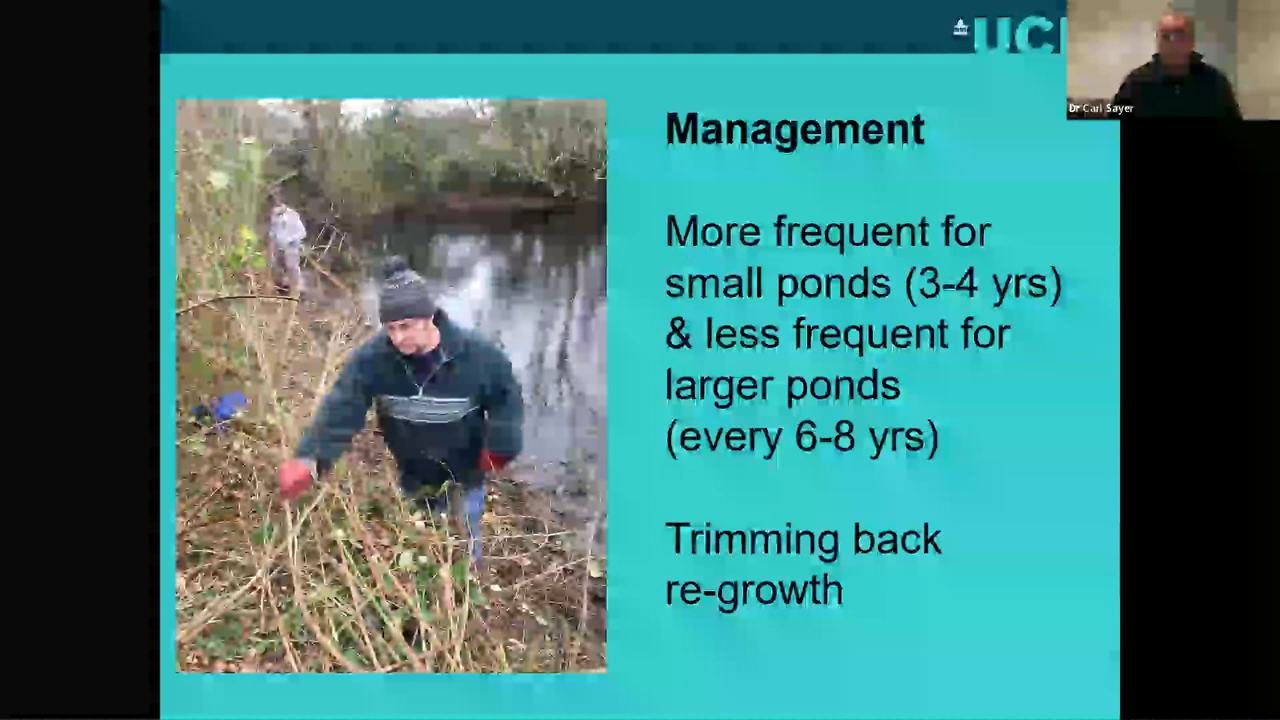 UCL
Dr Carl Sayer
Management
More frequent for
small ponds (3-4 yrs)
& less frequent for
larger ponds
(every 6-8 yrs)
Trimming back
re-growth